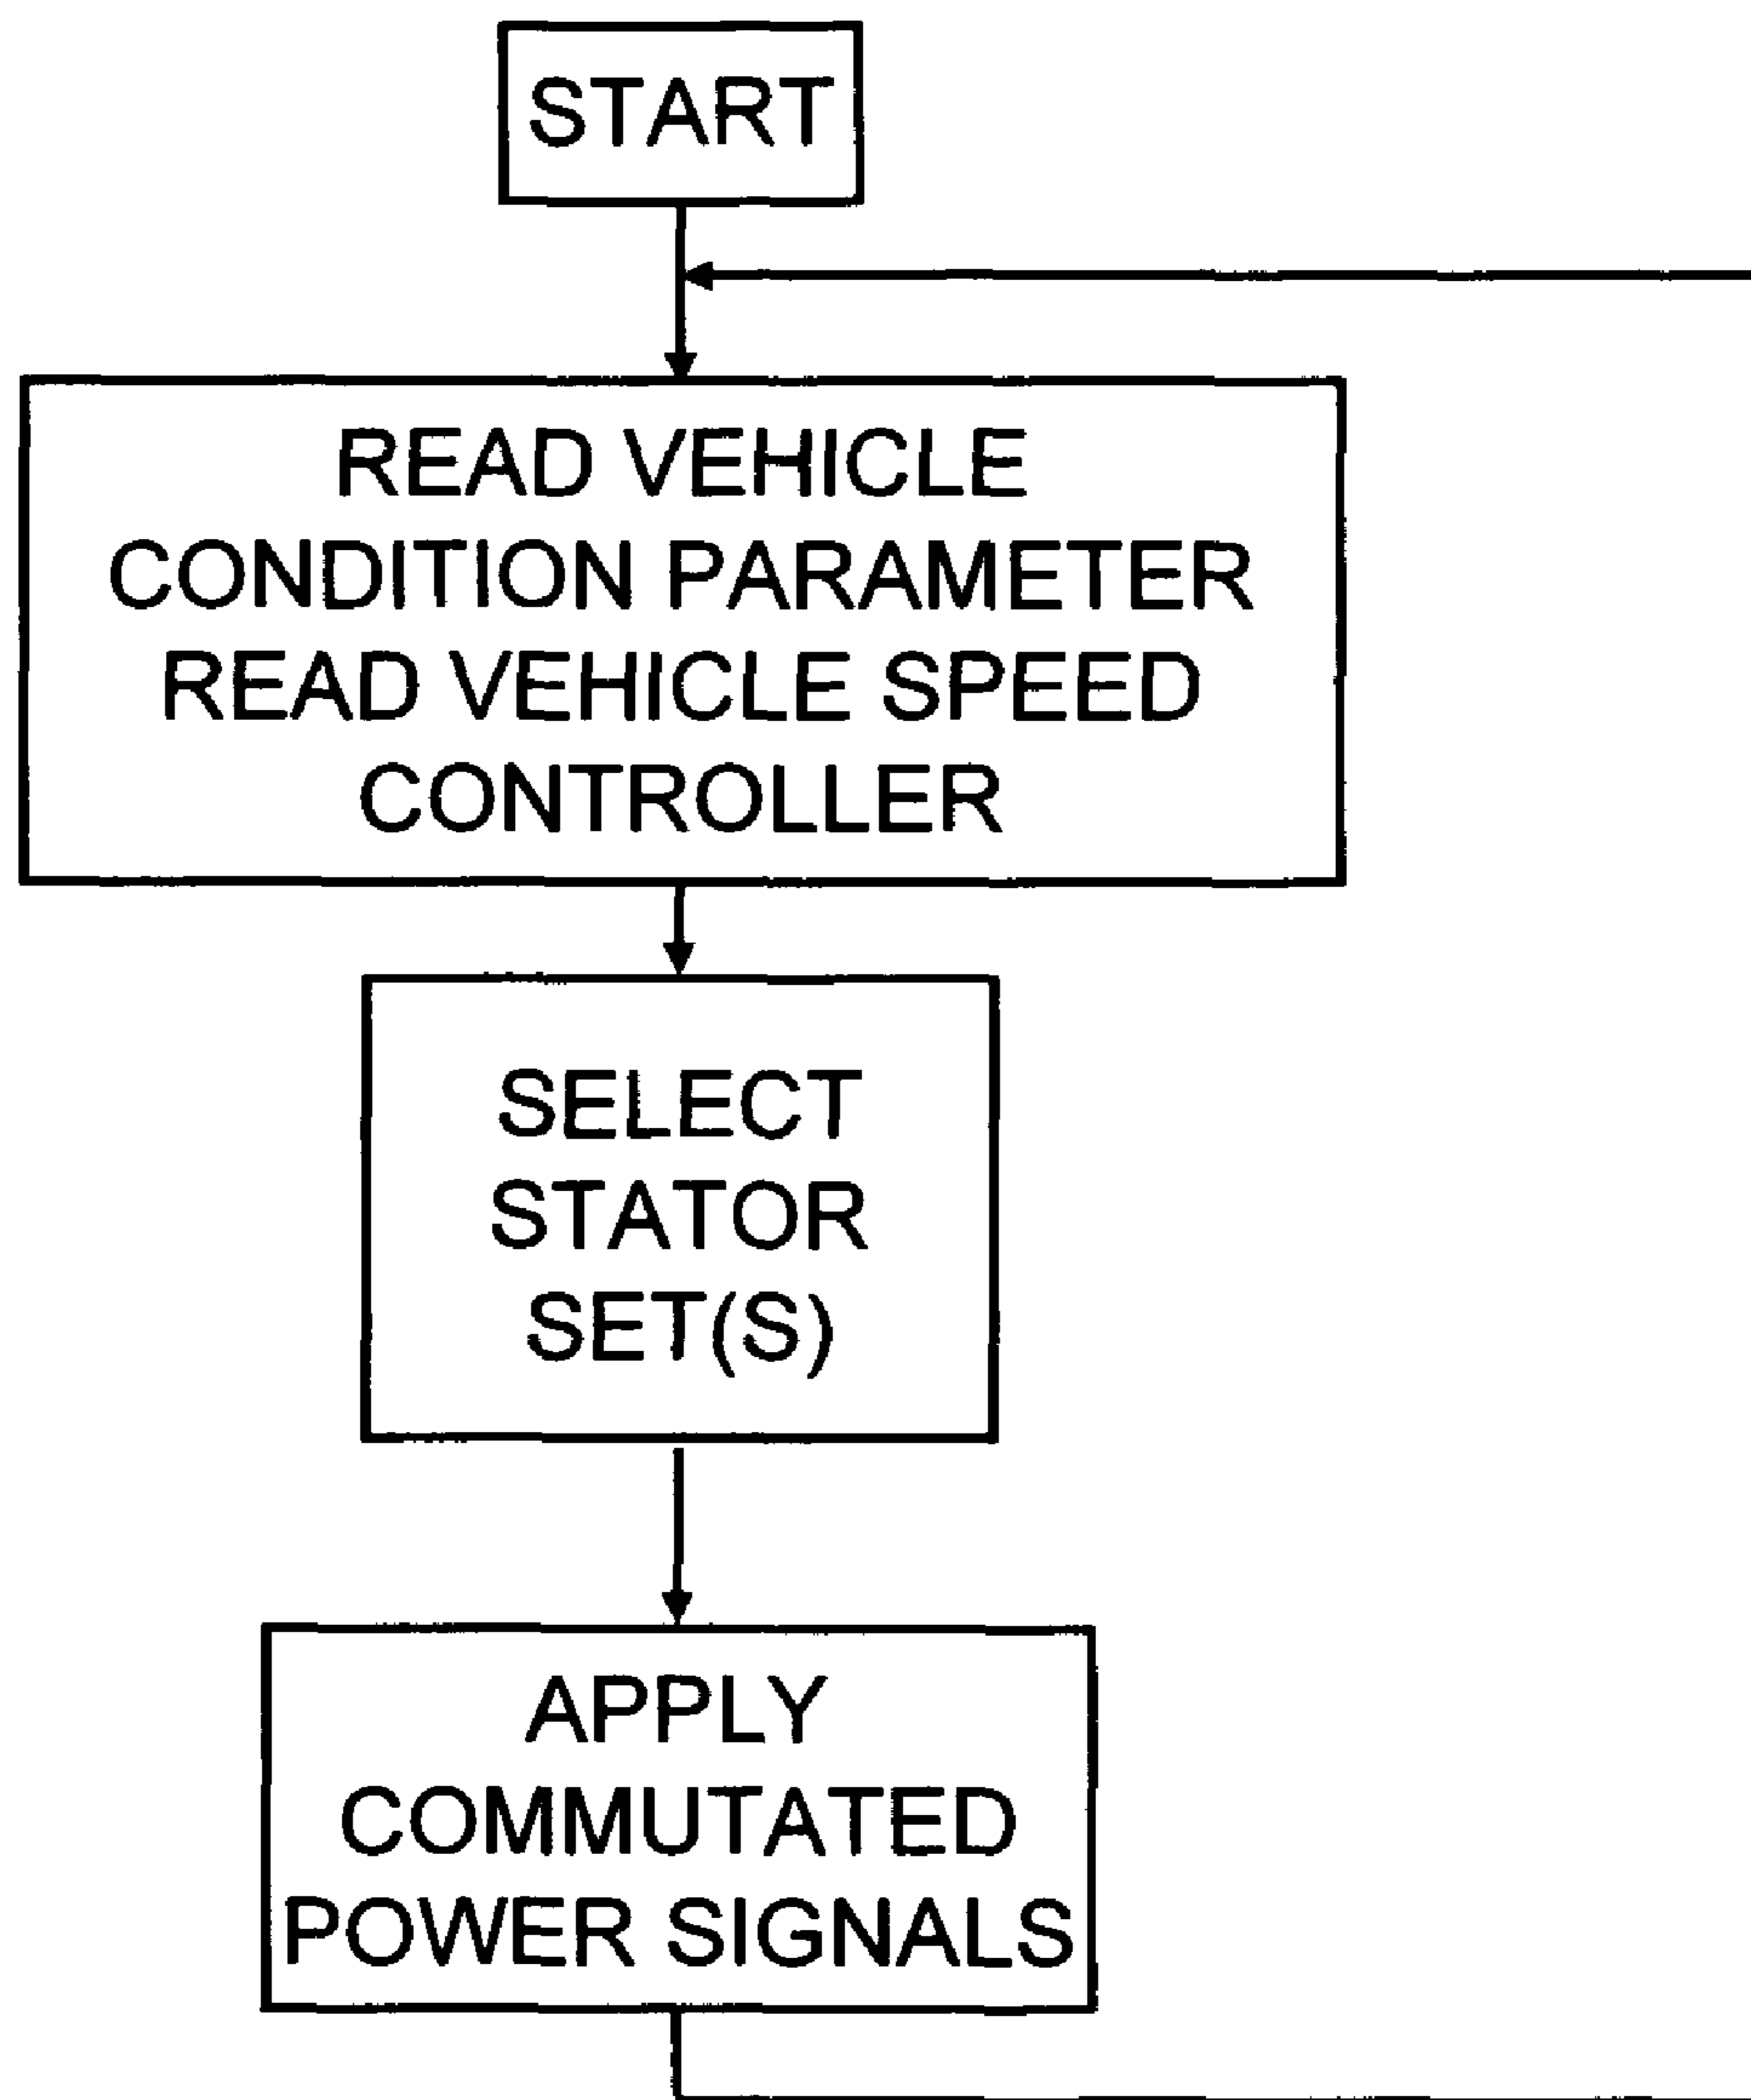 START
READ VEHICLE
CONDITION PARAMETER
READ VEHICLE SPEED
CONTROLLER
SELECT
STATOR
SET(S)
APPLY
COMMUTATED
POWER SIGNALS